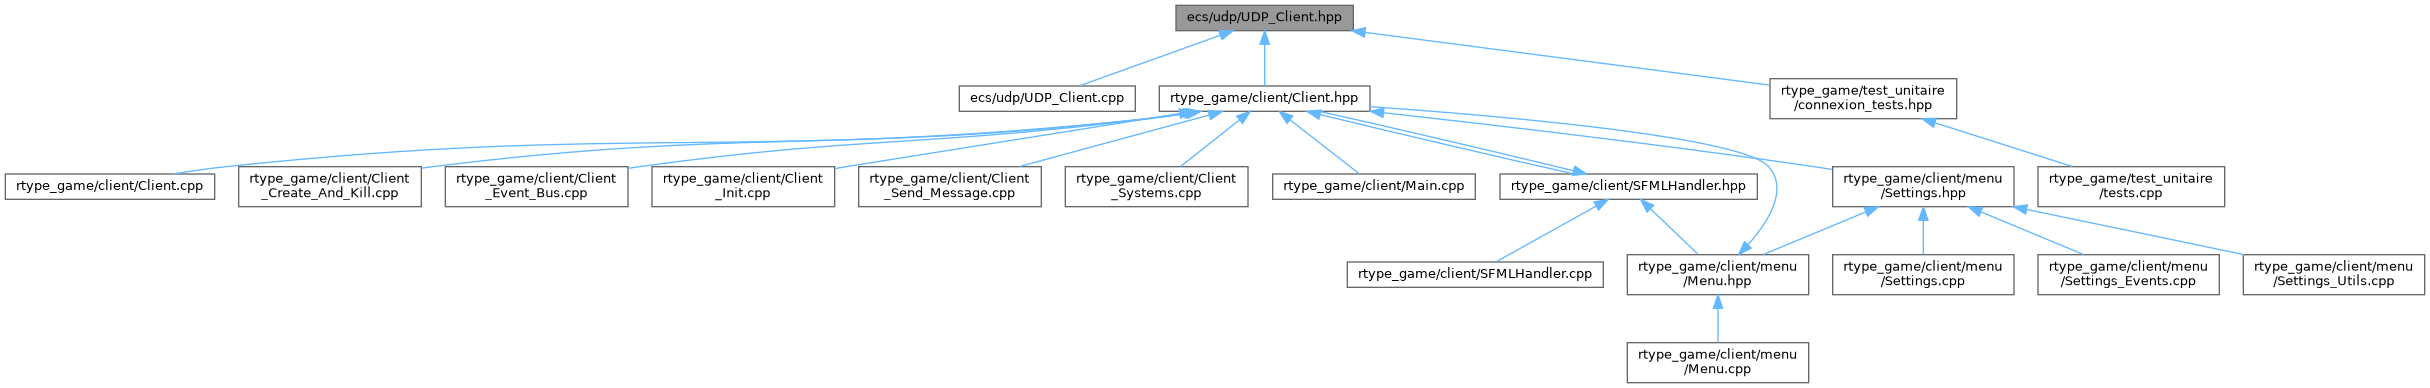 ecs/udp/UDP_Client.hpp
ecs/udp/UDP_Client.cpp
rtype_game/client/Client.hpp
rtype_game/test_unitaire
/connexion_tests.hpp
rtype_game/client/Client.cpp
rtype_game/client/Client
_Create_And_Kill.cpp
rtype_game/client/Client
_Event_Bus.cpp
rtype_game/client/Client
_Init.cpp
rtype_game/client/Client
_Send_Message.cpp
rtype_game/client/Client
_Systems.cpp
rtype_game/client/Main.cpp
rtype_game/client/SFMLHandler.hpp
rtype_game/client/menu
/Settings.hpp
rtype_game/test_unitaire
/tests.cpp
rtype_game/client/SFMLHandler.cpp
rtype_game/client/menu
/Menu.hpp
rtype_game/client/menu
/Settings.cpp
rtype_game/client/menu
/Settings_Events.cpp
rtype_game/client/menu
/Settings_Utils.cpp
rtype_game/client/menu
/Menu.cpp